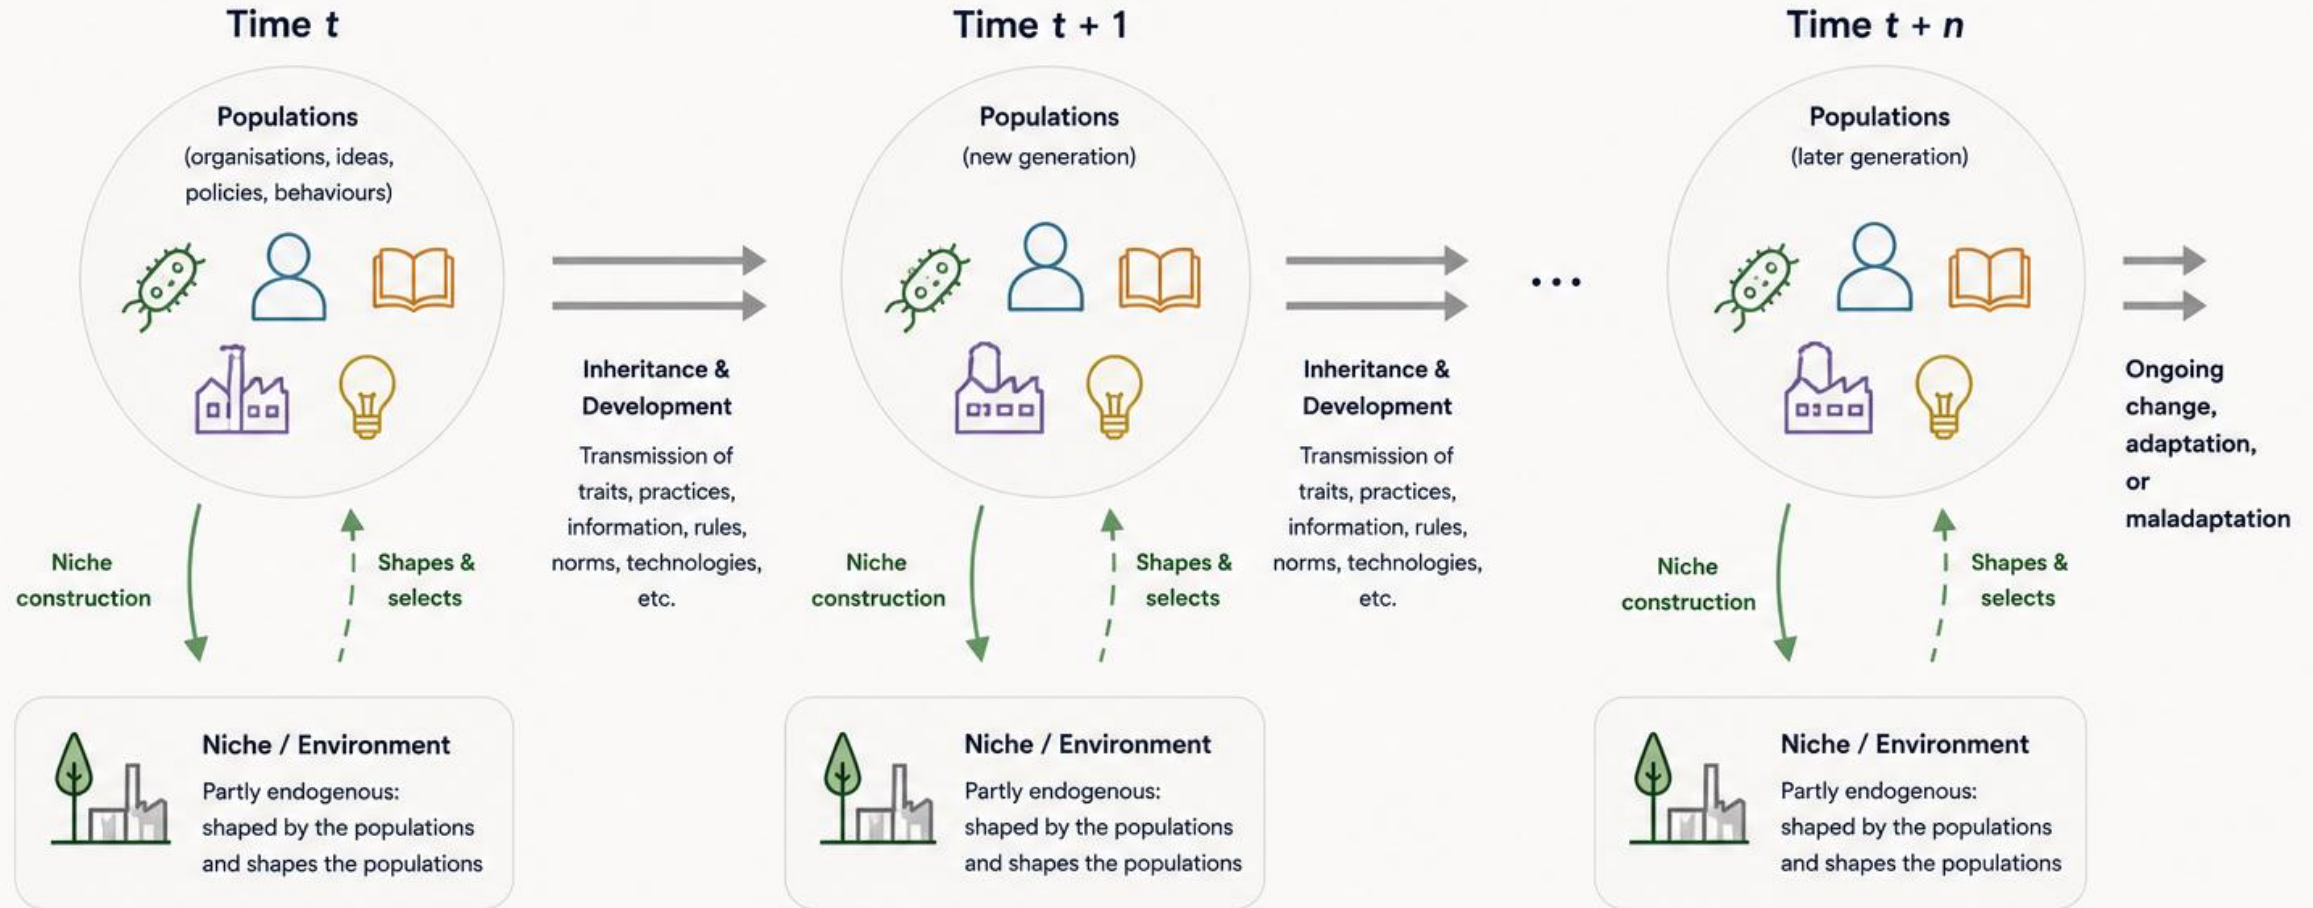 Time t
Time t + 1
Time t + n
Populations
(organisations, ideas,
policies, behaviours)
Populations
(new generation)
Populations
(later generation)
Inheritance &
Development
Transmission of
traits, practices,
information, rules,
norms, technologies,
etc.
Inheritance &
Development
Transmission of
traits, practices,
information, rules,
norms, technologies,
etc.
...
Ongoing
change,
adaptation,
or
maladaptation
Niche
construction
Shapes &
selects
Niche
construction
Shapes &
selects
Niche
construction
Shapes &
selects
Niche / Environment
Partly endogenous:
shaped by the populations
and shapes the populations
Niche / Environment
Partly endogenous:
shaped by the populations
and shapes the populations
Niche / Environment
Partly endogenous:
shaped by the populations
and shapes the populations